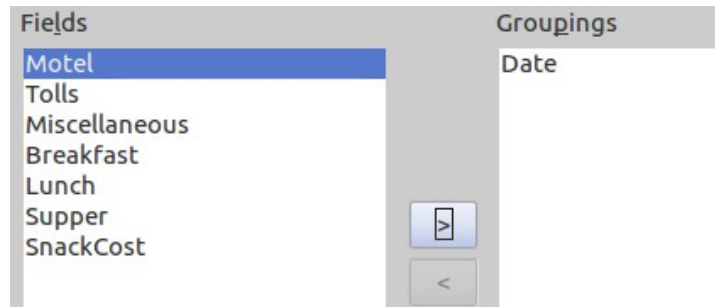 Fields
Motel
Tolls
Miscellaneous
Breakfast
Lunch
Supper
SnackCost
Groupings
Date
>
<